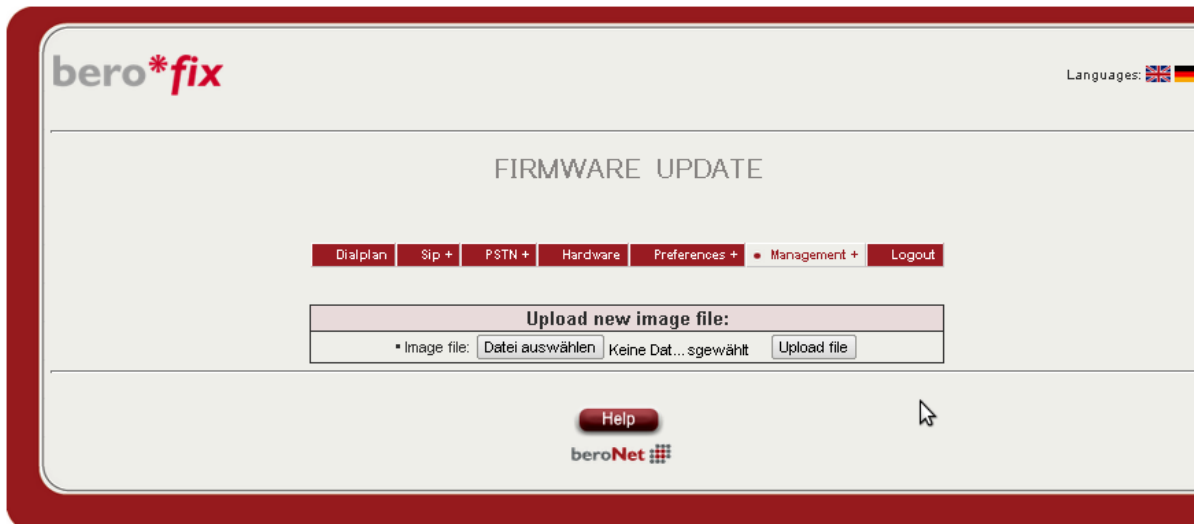 bero*fix
Languages:
FIRMWARE UPDATE
Dialplan Sip + PSTN + Hardware Preferences + • Management + Logout
Upload new image file:
▪ Image file: Datei auswählen Keine Dat...sgewählt Upload file
Help
beroNet